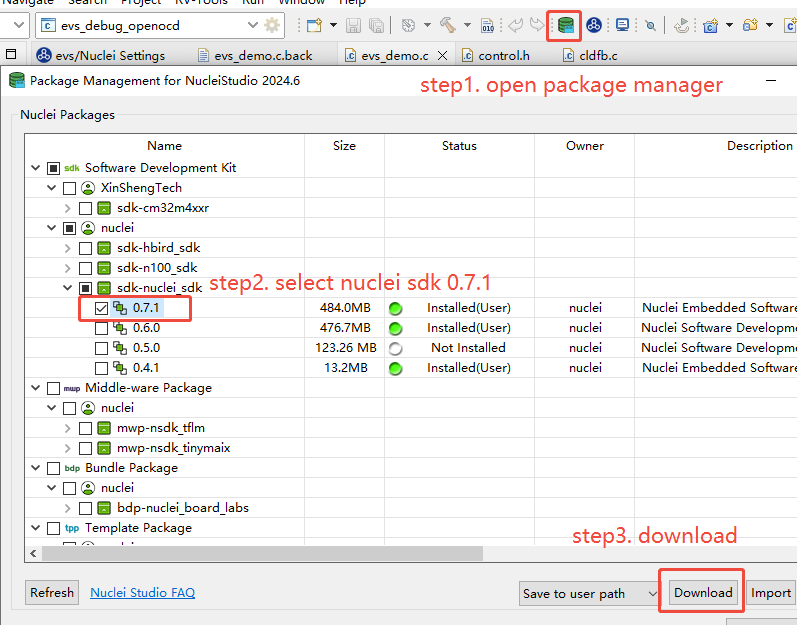 Navigate Search Project RV-Tools Run Window Help
evs_debug_openocd
evs/Nuclei Settings evs_demo.c.back evs_demo.c control.h cldfb.c
Package Management for NucleiStudio 2024.6
step1. open package manager
Nuclei Packages
Name Size Status Owner Description
sdk Software Development Kit
XinShengTech
sdk-cm32m4xxr
nuclei
sdk-hbird_sdk
sdk-n100_sdk
sdk-nuclei_sdk step2. select nuclei sdk 0.7.1
0.7.1 484.0MB Installed(User) nuclei Nuclei Embedded Software
0.6.0 476.7MB Installed(User) nuclei Nuclei Software Developme
0.5.0 123.26 MB Not Installed nuclei Nuclei Software Developme
0.4.1 13.2MB Installed(User) nuclei Nuclei Embedded Software
mwp Middle-ware Package
nuclei
mwp-nsdk_tflm
mwp-nsdk_tinymaix
bdp Bundle Package
nuclei
bdp-nuclei_board_labs
tpp Template Package
step3. download
Refresh Nuclei Studio FAQ Save to user path Download Import